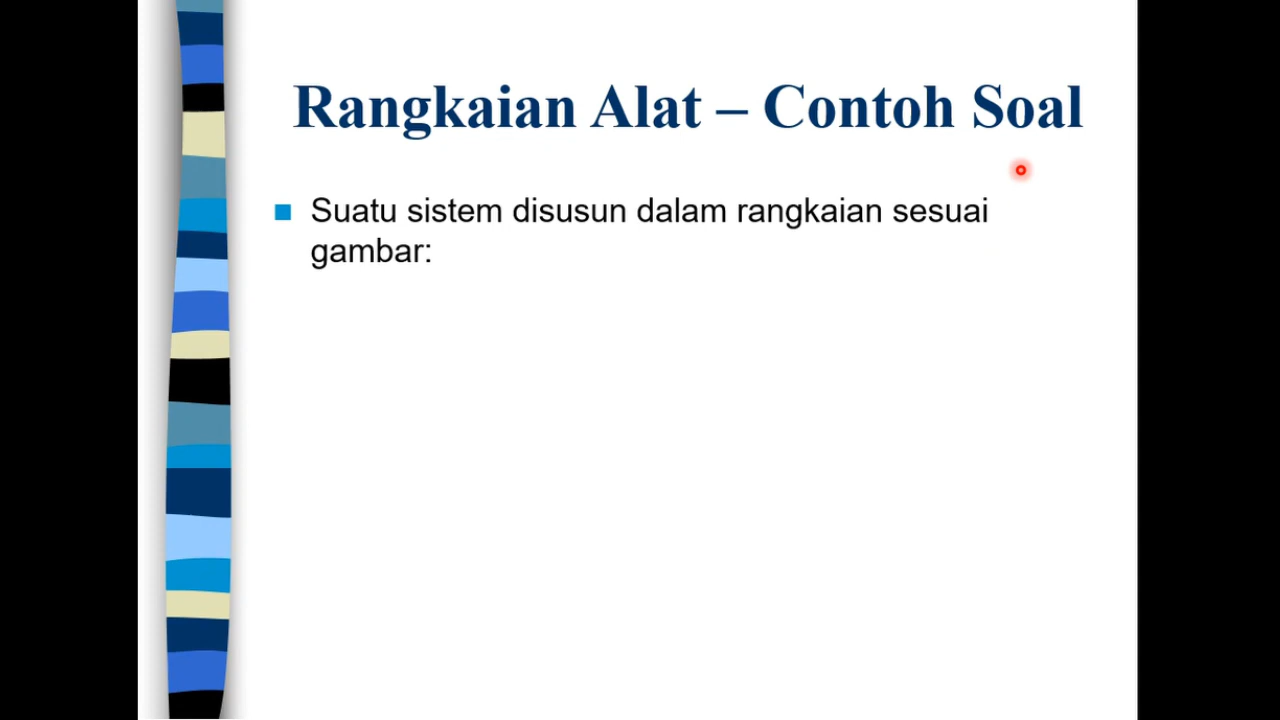 Rangkaian Alat – Contoh Soal
Suatu sistem disusun dalam rangkaian sesuai
gambar: